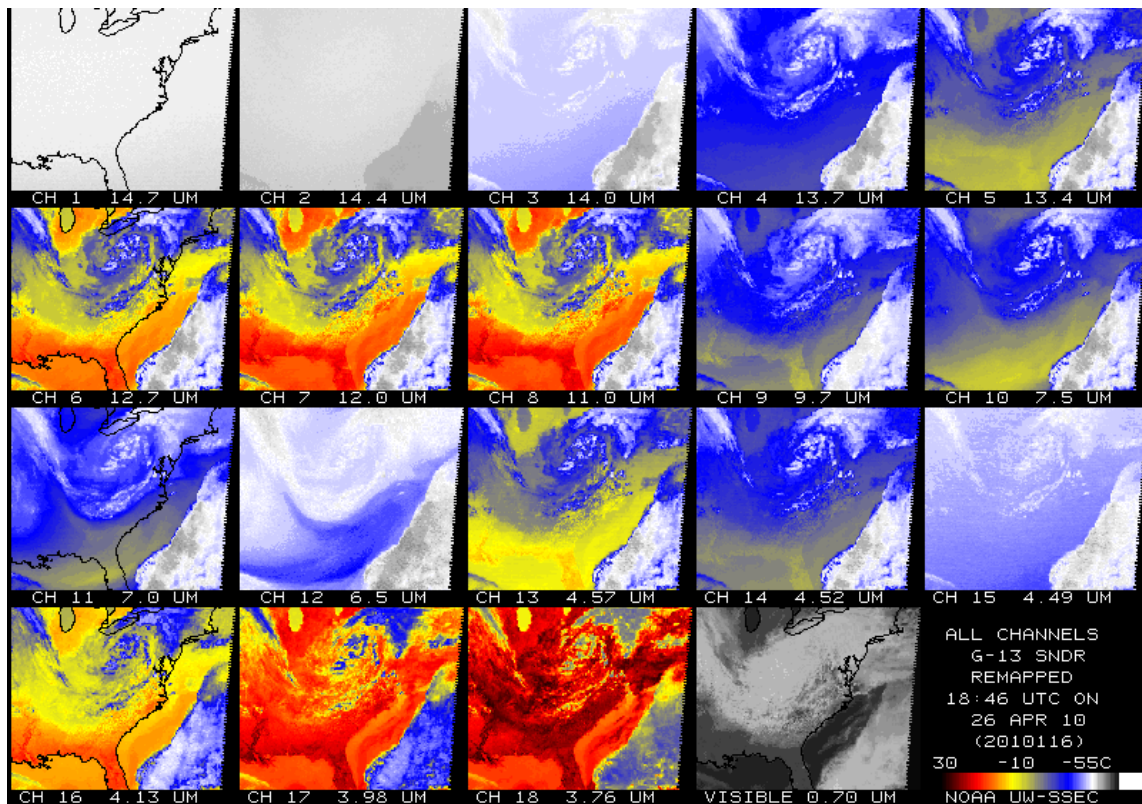 CH 1 14.7 UM
CH 2 14.4 UM
CH 3 14.0 UM
CH 4 13.7 UM
CH 5 13.4 UM
CH 6 12.7 UM
CH 7 12.0 UM
CH 8 11.0 UM
CH 9 9.7 UM
CH 10 7.5 UM
CH 11 7.0 UM
CH 12 6.5 UM
CH 13 4.57 UM
CH 14 4.52 UM
CH 15 4.49 UM
CH 16 4.13 UM
CH 17 3.98 UM
CH 18 3.76 UM
VISIBLE 0.70 UM
ALL CHANNELS
G-13 SNDR
REMAPPED
18:46 UTC ON
26 APR 10
(2010116)
30 -10 -55C
NOAA UW-SSEC